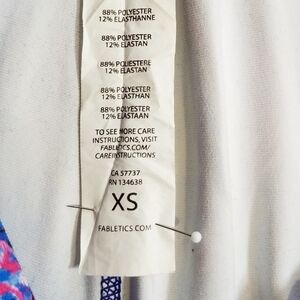 88% POLYESTER
12% ELASTHANNE
88% POLYESTER
12% ELASTAN
88% POLIESTERE
12% ELASTAN
88% POLYESTER
12% ELASTHAN
88% POLYESTER
12% ELASTAAN
TO SEE MORE CARE
INSTRUCTIONS, VISIT
FABLETICS.COM/
CAREINSTRUCTIONS
CA 57737
RN 134638
XS
FABLETICS.COM